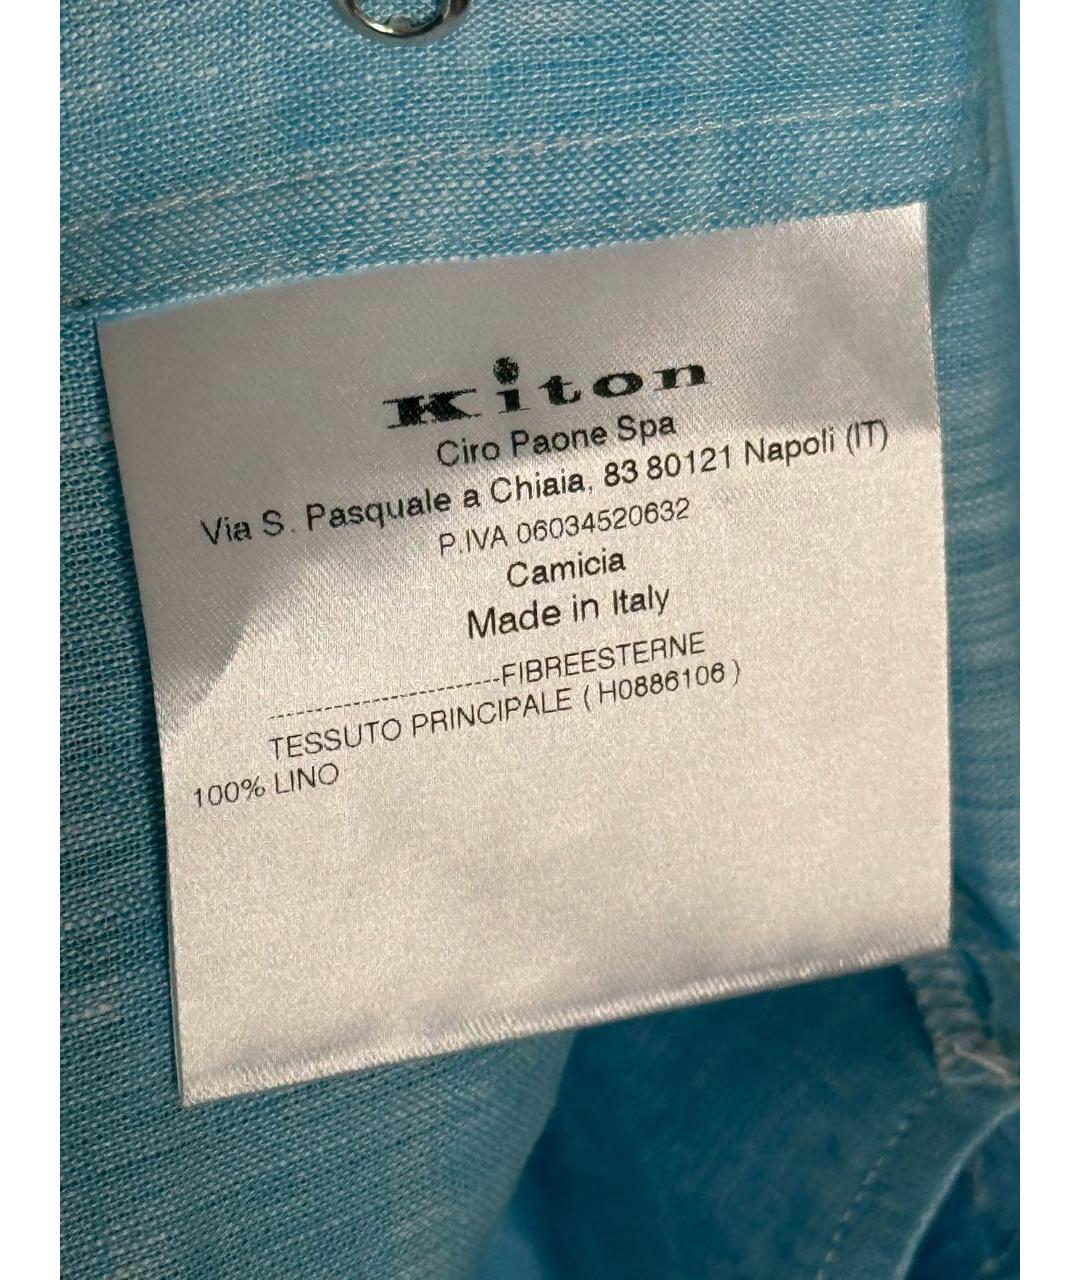 Kiton
Ciro Paone Spa
Via S. Pasquale a Chiaia, 83 80121 Napoli (IT)
P.IVA 06034520632
Camicia
Made in Italy
--------------------------FIBREESTERNE
TESSUTO PRINCIPALE ( H0886106 )
100% LINO